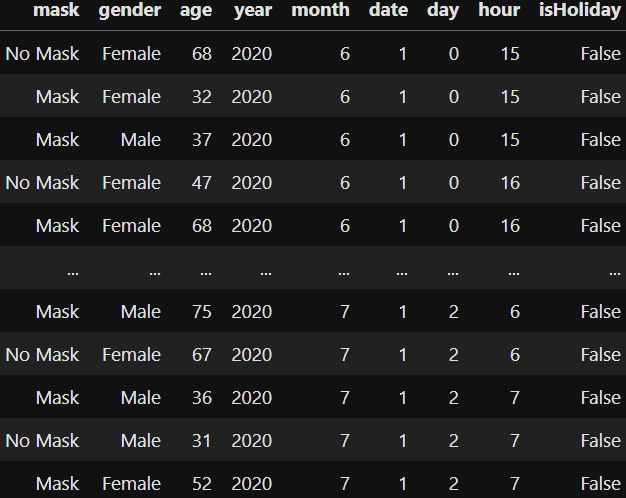 mask gender age year month date day hour isHoliday
No Mask Female 68 2020 6 1 0 15 False
Mask Female 32 2020 6 1 0 15 False
Mask Male 37 2020 6 1 0 15 False
No Mask Female 47 2020 6 1 0 16 False
Mask Female 68 2020 6 1 0 16 False
... ... ... ... ... ... ... ... ...
Mask Male 75 2020 7 1 2 6 False
No Mask Female 67 2020 7 1 2 6 False
Mask Male 36 2020 7 1 2 7 False
No Mask Male 31 2020 7 1 2 7 False
Mask Female 52 2020 7 1 2 7 False